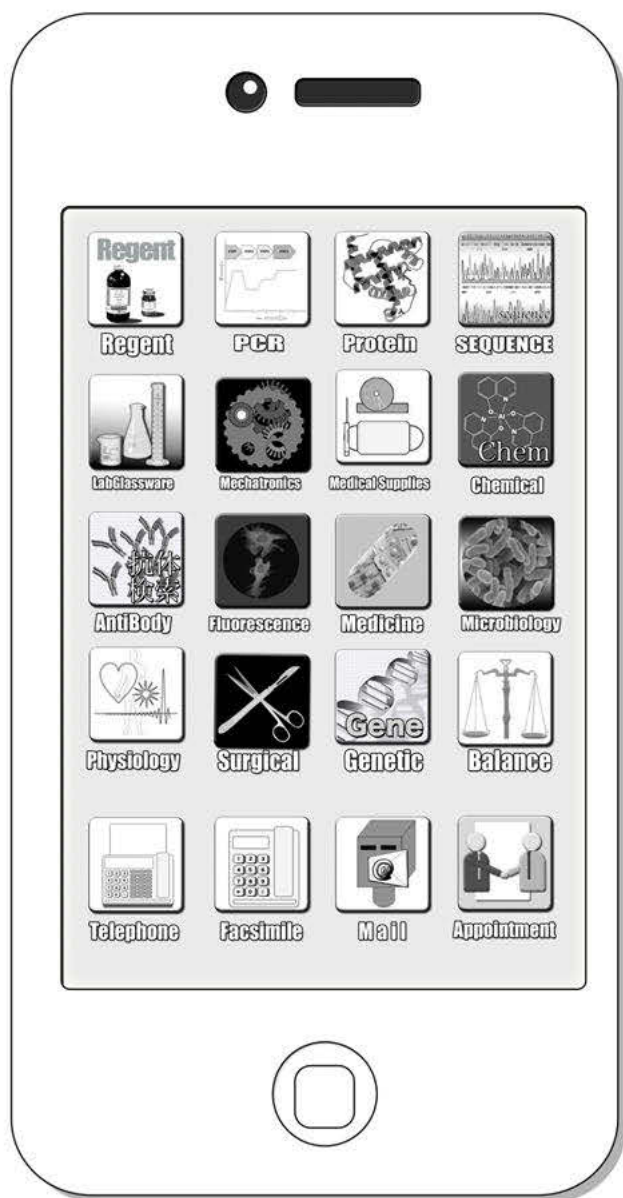 Regent
Regent
PCR
Protein
sequence
SEQUENCE
LabGlassware
Mechatronics
Medical Supplies
Al
O
O
O
N
N
N
Chem
Chemical
抗体
検索
AntiBody
Fluorescence
Medicine
Microbiology
Physiology
Surgical
Gene
Genetic
Balance
Telephone
Facsimile
Mail
Appointment